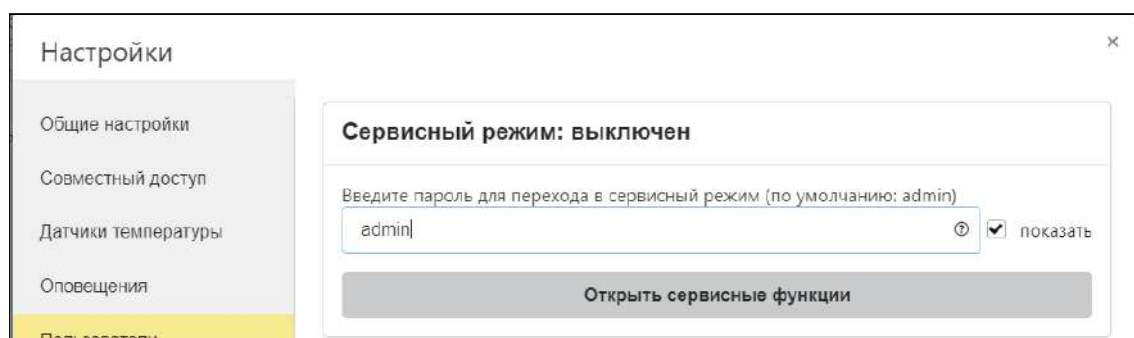 Настройки
Общие настройки
Совместный доступ
Датчики температуры
Оповещения
Пользователи
Сервисный режим: выключен
Введите пароль для перехода в сервисный режим (по умолчанию: admin)
admin
показать
Открыть сервисные функции